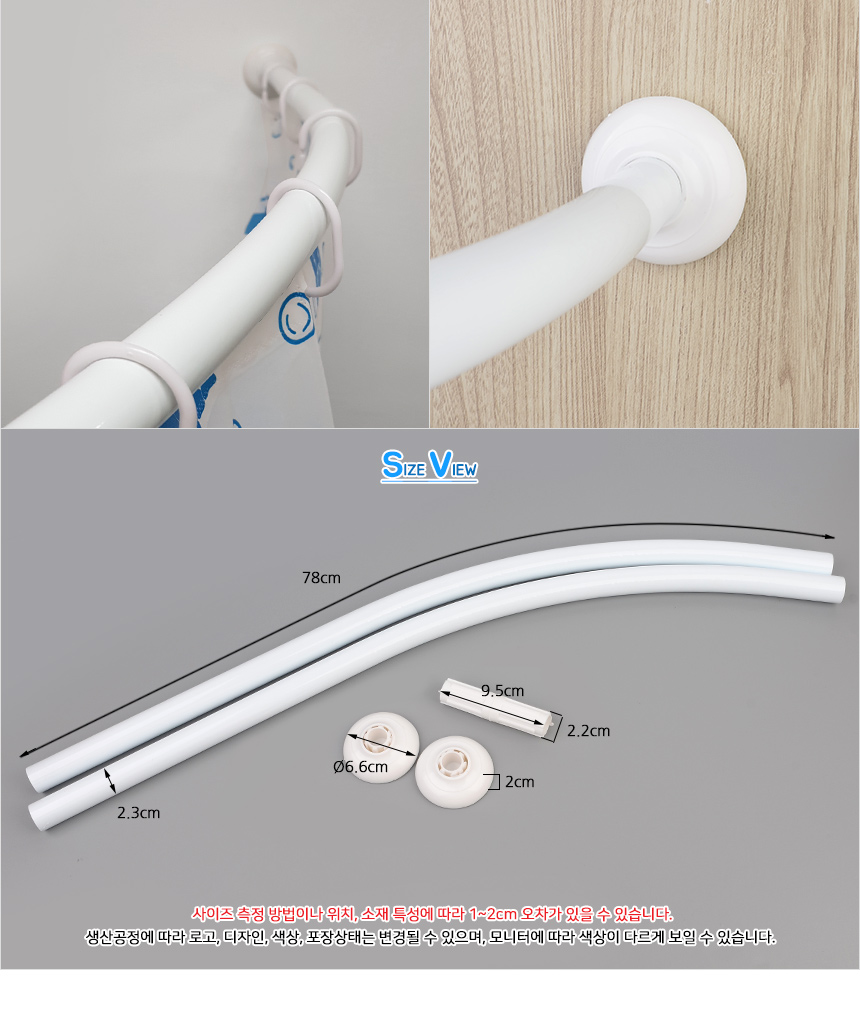 SIZE VIEW
78cm
9.5cm
2.2cm
Ø6.6cm
2cm
2.3cm
사이즈 측정 방법이나 위치, 소재 특성에 따라 1~2cm 오차가 있을 수 있습니다.
생산공정에 따라 로고, 디자인, 색상, 포장상태는 변경될 수 있으며, 모니터에 따라 색상이 다르게 보일 수 있습니다.